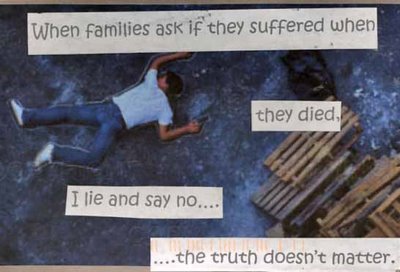 When families ask if they suffered when
they died,
I lie and say no....
....the truth doesn't matter.